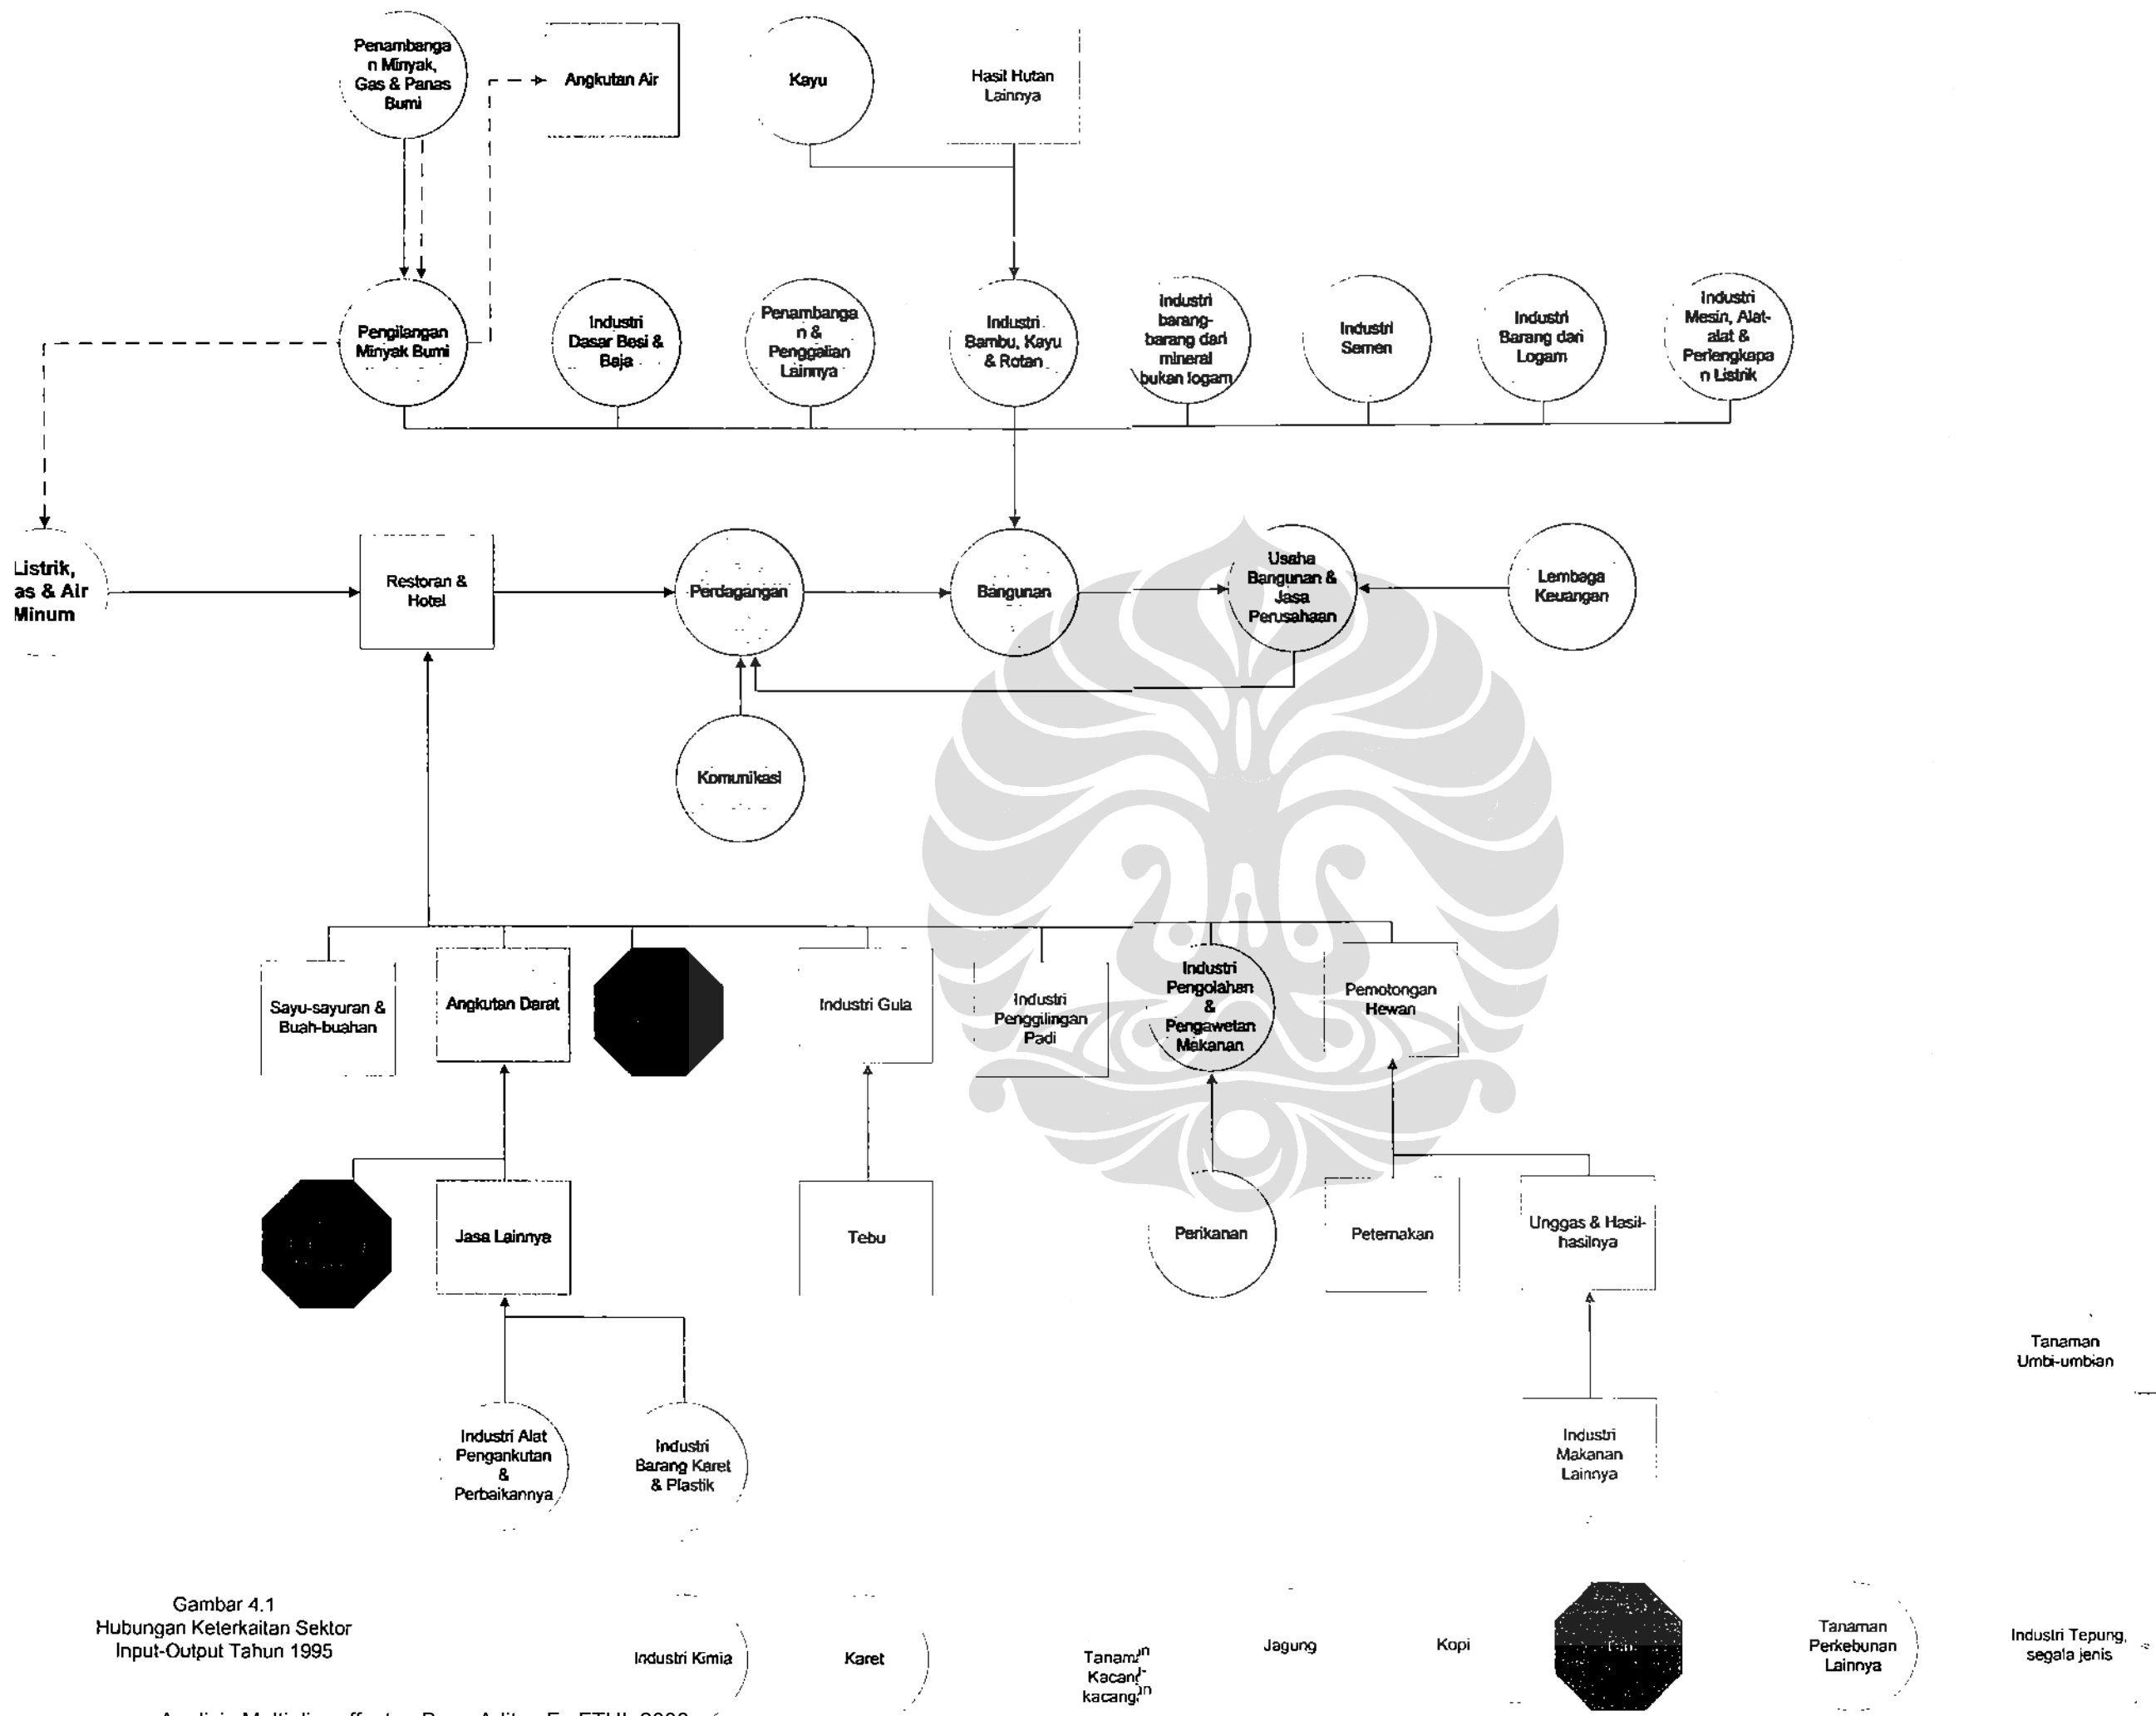 Penambanga
n Minyak,
Gas & Panas
Bumi
Angkutan Air
Kayu
Hasil Hutan
Lainnya
Pengilangan
Minyak Bumi
Industri
Dasar Besi &
Baja
Penambanga
n &
Penggalian
Lainnya
Industri
Bambu, Kayu
& Rotan
Industri
barang-
barang dari
mineral
bukan logam
Industri
Semen
Industri
Barang dari
Logam
Industri
Mesin, Alat-
alat &
Perlengkapa
n Listrik
Listrik,
as & Air
Minum
Restoran &
Hotel
Perdagangan
Bangunan
Usaha
Bangunan &
Jasa
Perusahaan
Lembaga
Keuangan
Komunikasi
Sayu-sayuran &
Buah-buahan
Angkutan Darat
Industri Gula
Industri
Penggilingan
Padi
Industri
Pengolahan
&
Pengawetan
Makanan
Pemotongan
Hewan
Jasa Lainnya
Tebu
Perikanan
Peternakan
Unggas & Hasil-
hasilnya
Tanaman
Umbi-umbian
Industri Alat
Pengankutan
&
Perbaikannya
Industri
Barang Karet
& Plastik
Industri
Makanan
Lainnya
Gambar 4.1
Hubungan Keterkaitan Sektor
Input-Output Tahun 1995
Industri Kimia
Karet
Jagung
Kopi
Tanaman
Perkebunan
Lainnya
Industri Tepung,
segala jenis